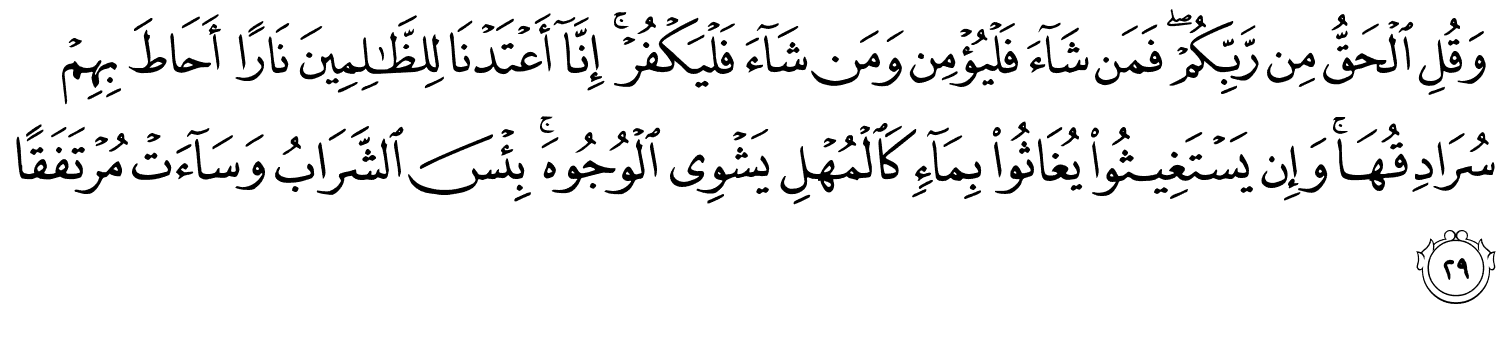 وَقُلِ ٱلْحَقُّ مِن رَّبِّكُمْ ۖ فَمَن شَآءَ فَلْيُؤْمِن وَمَن شَآءَ فَلْيَكْفُرْ ۚ إِنَّآ أَعْتَدْنَا لِلظَّـٰلِمِينَ نَارًا أَحَاطَ بِهِمْ
سُرَادِقُهَا ۚ وَإِن يَسْتَغِيثُوا۟ يُغَاثُوا۟ بِمَآءٍ كَٱلْمُهْلِ يَشْوِى ٱلْوُجُوهَ ۚ بِئْسَ ٱلشَّرَابُ وَسَآءَتْ مُرْتَفَقًا
٢٩